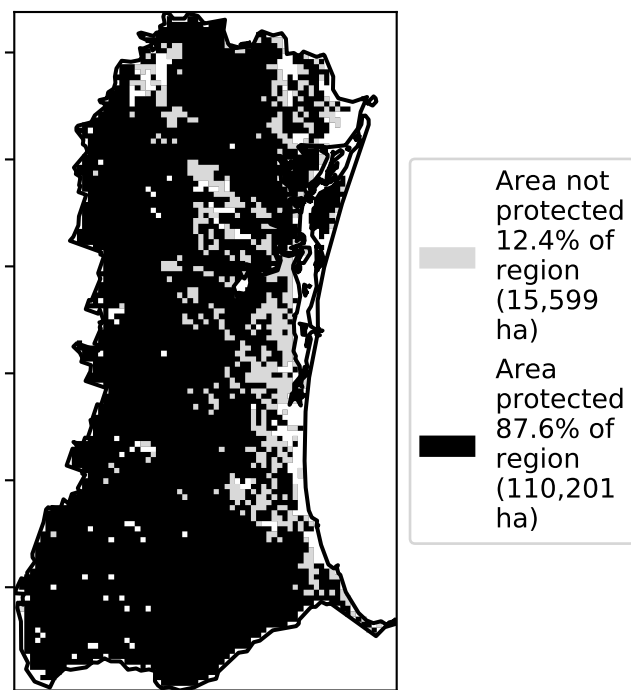 Area not
protected
12.4% of
region
(15,599
ha)
Area
protected
87.6% of
region
(110,201
ha)